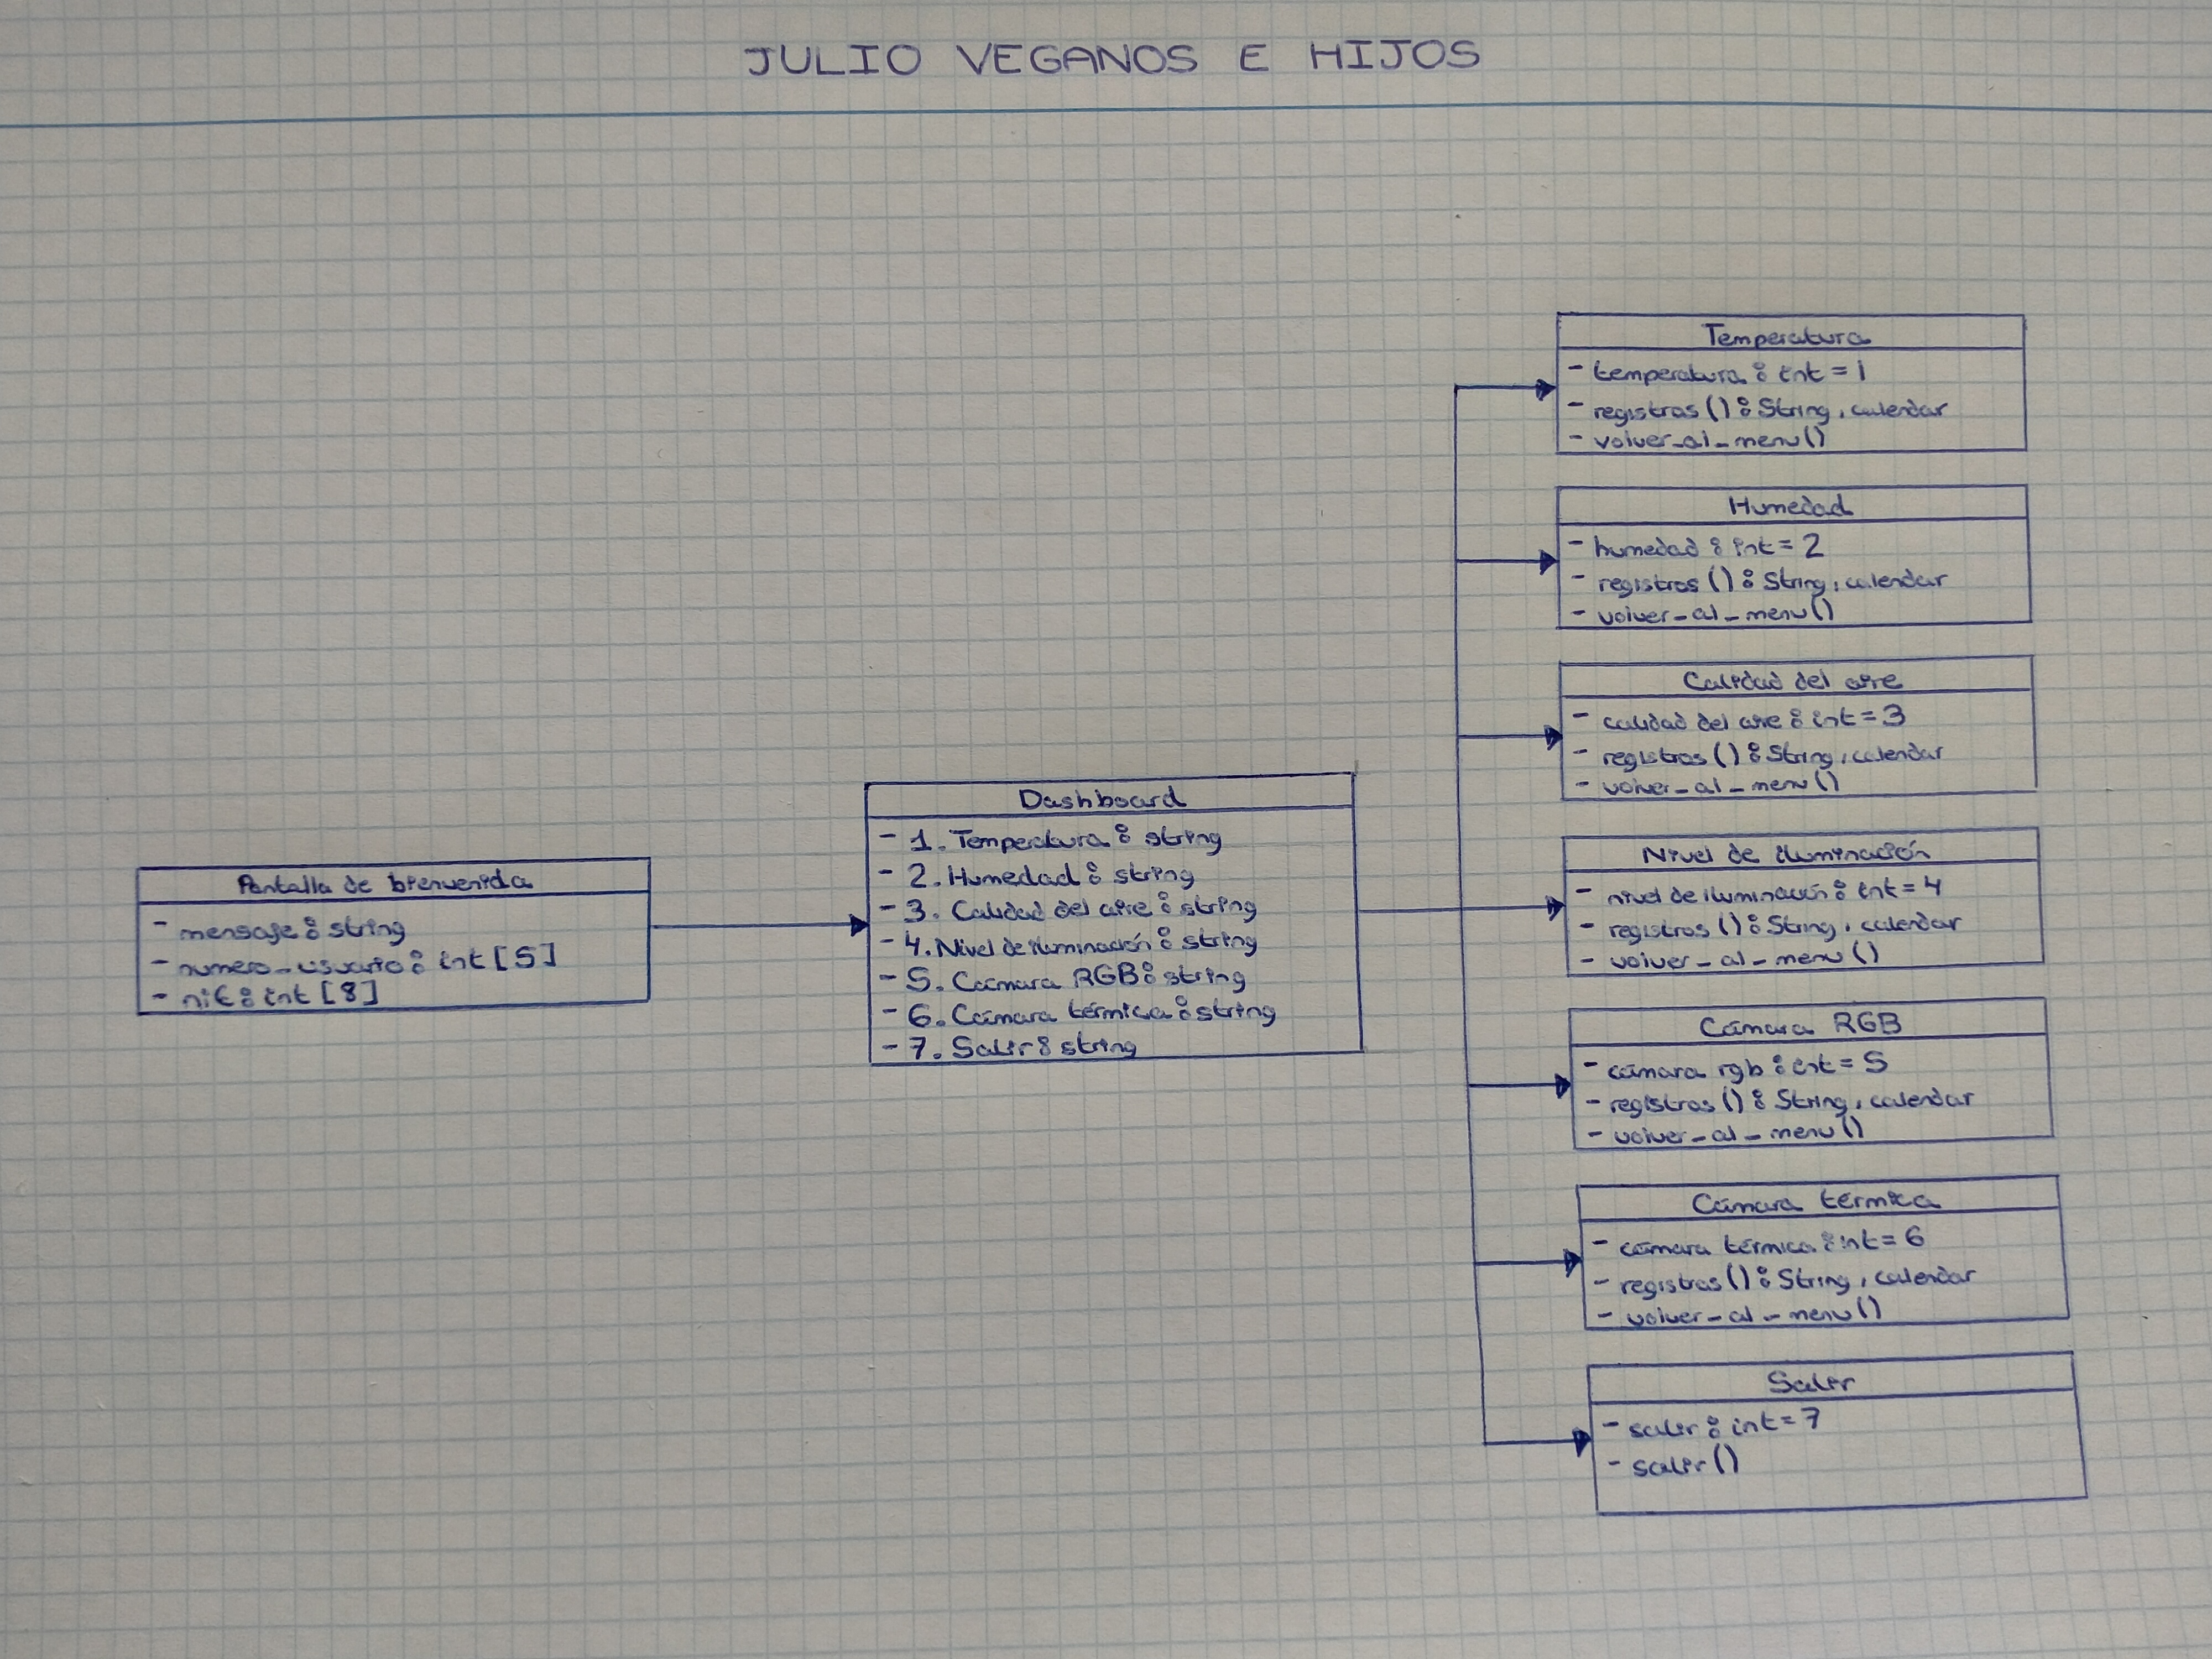 JULIO VEGANOS E HIJOS
Pantalla de bienvenida
- mensaje : string
- numero_usuario : int [5]
- nif : int [8]
Dashboard
- 1. Temperatura : string
- 2. Humedad : string
- 3. Calidad del aire : string
- 4. Nivel de iluminación : string
- 5. Cámara RGB : string
- 6. Cámara térmica : string
- 7. Salir : string
Temperatura
- temperatura : int = 1
- registros () : String, calendar
- volver_al_menu()
Humedad
- humedad : int = 2
- registros () : String, calendar
- volver_al_menu()
Calidad del aire
- calidad del aire : int = 3
- registros () : String, calendar
- volver_al_menu()
Nivel de iluminación
- nivel de iluminación : int = 4
- registros () : String, calendar
- volver_al_menu ()
Cámara RGB
- cámara rgb : int = 5
- registros () : String, calendar
- volver_al_menu ()
Cámara térmica
- cámara térmica : int = 6
- registros () : String, calendar
- volver_al_menu ()
Salir
- salir : int = 7
- salir ()